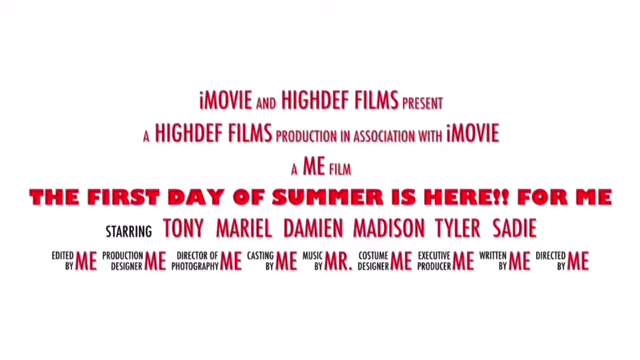 iMOVIE AND HIGHDEF FILMS PRESENT
A HIGHDEF FILMS PRODUCTION IN ASSOCIATION WITH iMOVIE
A ME FILM
THE FIRST DAY OF SUMMER IS HERE!! FOR ME
STARRING TONY MARIEL DAMIEN MADISON TYLER SADIE
EDITED BY ME PRODUCTION DESIGNER ME DIRECTOR OF PHOTOGRAPHY ME CASTING BY ME MUSIC BY MR. COSTUME DESIGNER ME EXECUTIVE PRODUCER ME WRITTEN BY ME DIRECTED BY ME